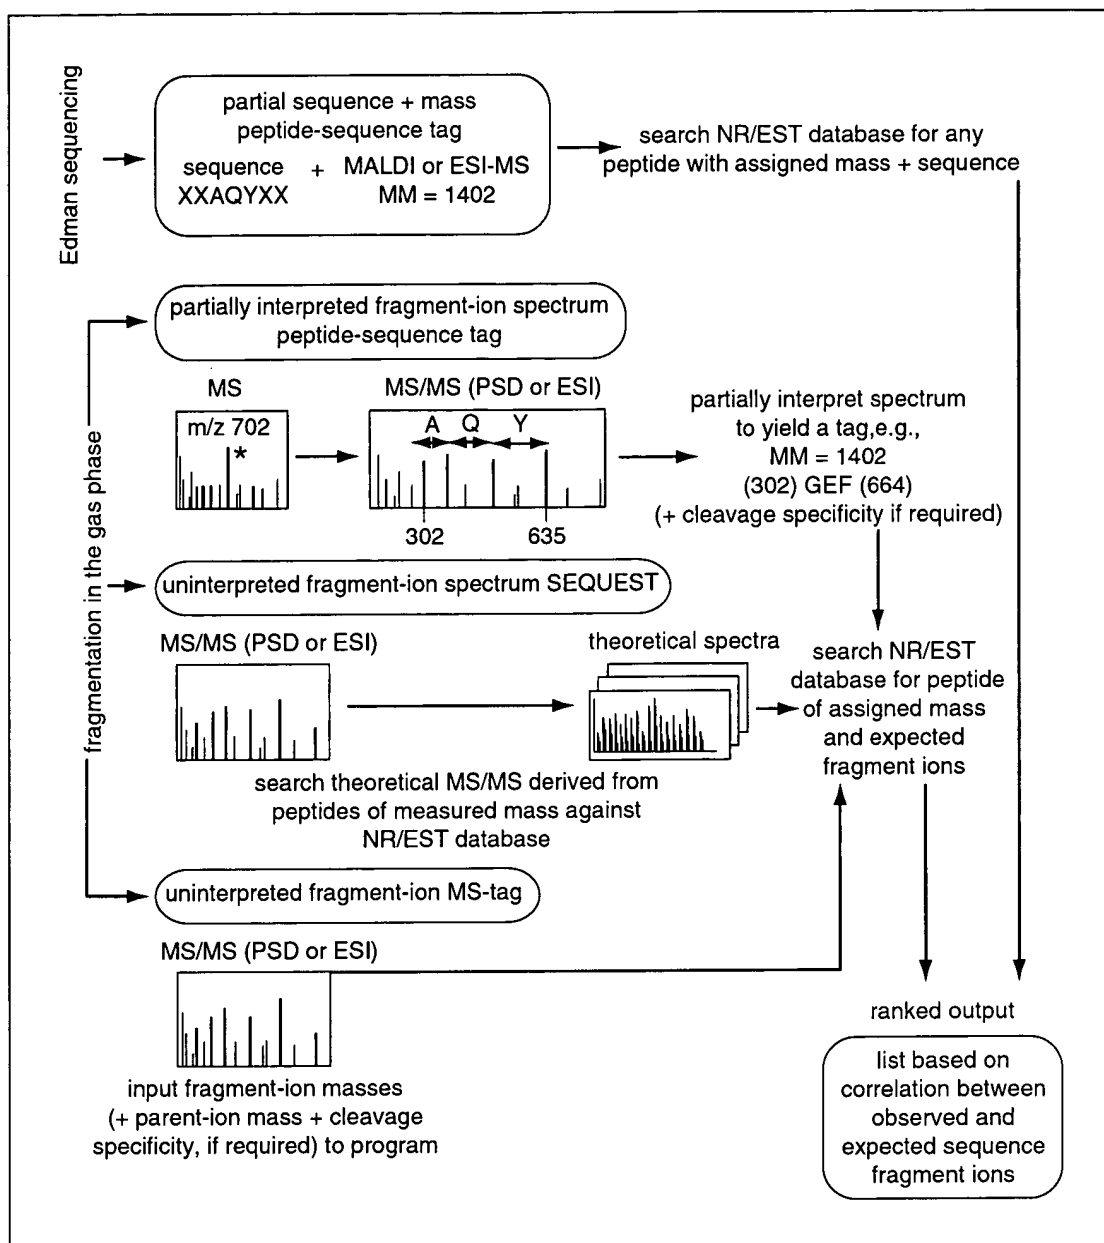 Edman sequencing
partial sequence + mass
peptide-sequence tag
sequence + MALDI or ESI-MS
XXAQYXX MM = 1402
search NR/EST database for any
peptide with assigned mass + sequence
fragmentation in the gas phase
partially interpreted fragment-ion spectrum
peptide-sequence tag
MS
m/z 702
*
MS/MS (PSD or ESI)
A Q Y
302 635
partially interpret spectrum
to yield a tag,e.g.,
MM = 1402
(302) GEF (664)
(+ cleavage specificity if required)
uninterpreted fragment-ion spectrum SEQUEST
MS/MS (PSD or ESI)
theoretical spectra
search theoretical MS/MS derived from
peptides of measured mass against
NR/EST database
search NR/EST
database for peptide
of assigned mass
and expected
fragment ions
uninterpreted fragment-ion MS-tag
MS/MS (PSD or ESI)
input fragment-ion masses
(+ parent-ion mass + cleavage
specificity, if required) to program
ranked output
list based on
correlation between
observed and
expected sequence
fragment ions